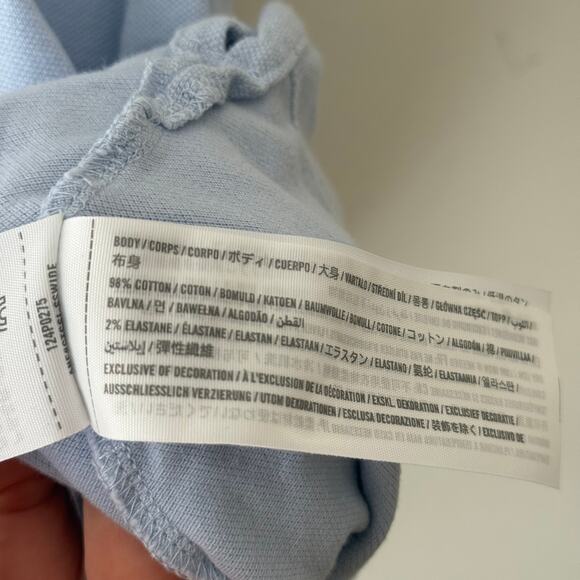 BODY / CORPS / CORPO / ボディ / CUERPO / 大身 / VARTALO / STŘEDNÍ DÍL / 몸통 / GŁÓWNA CZĘŚĆ / TOPP /
布身
98% COTTON / COTON / BOMULD / KATOEN / BAUMWOLLE / BOMULL / COTONE / コットン / ALGODÓN / 棉 / PUUVILLAA /
BAVLNA / 면 / BAWEŁNA / ALGODÃO / القطن /
2% ELASTANE / ÉLASTANE / ELASTAN / ELASTAAN / エラスタン / ELASTANO / 氨纶 / ELASTAANIA / 엘라스탄 /
إيلاستين / 彈性纖維
EXCLUSIVE OF DECORATION / À L'EXCLUSION DE LA DÉCORATION / EXSKL. DEKORATION / EXCLUSIEF DECORATIE /
AUSSCHLIESSLICH VERZIERUNG / UTOM DEKORATIONEN / ESCLUSA DECORAZIONE / 装飾を除く / EXCLUSIVO DE
124P0275